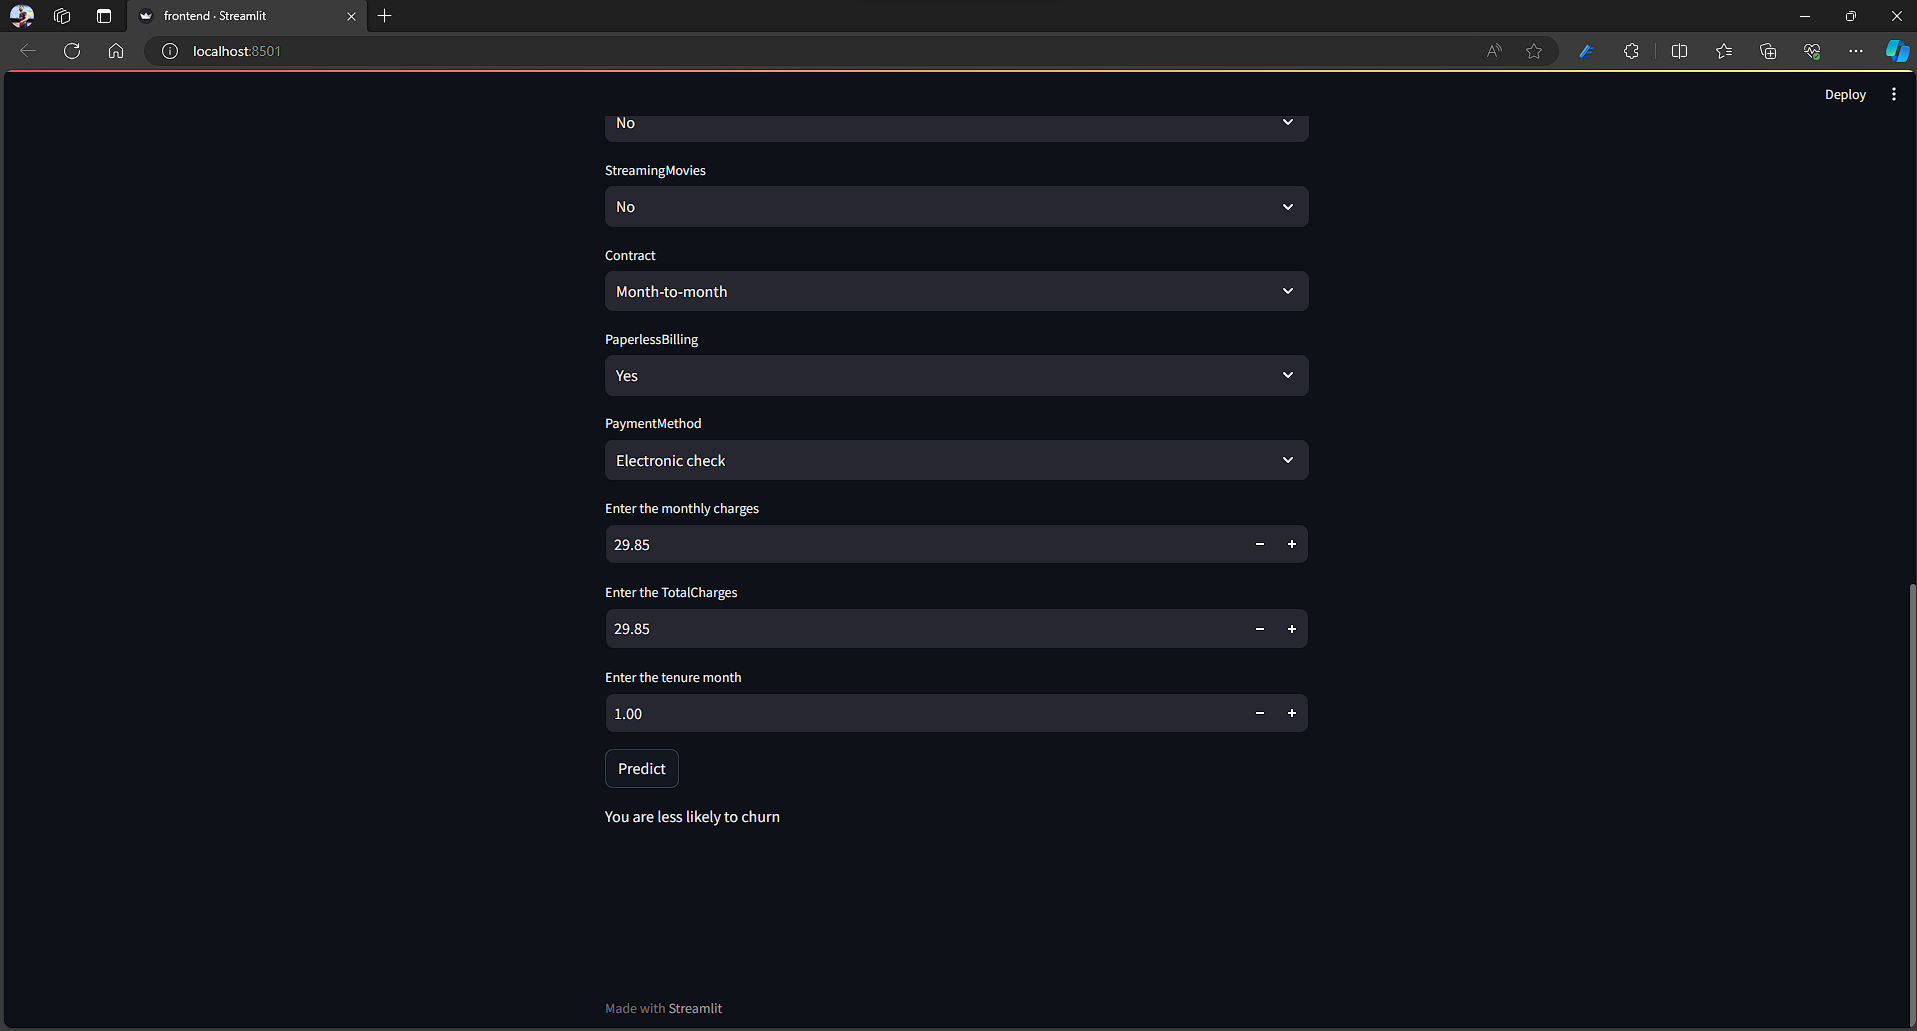 frontend · Streamlit
localhost:8501
Deploy
No
StreamingMovies
No
Contract
Month-to-month
PaperlessBilling
Yes
PaymentMethod
Electronic check
Enter the monthly charges
29.85
Enter the TotalCharges
29.85
Enter the tenure month
1.00
Predict
You are less likely to churn
Made with Streamlit